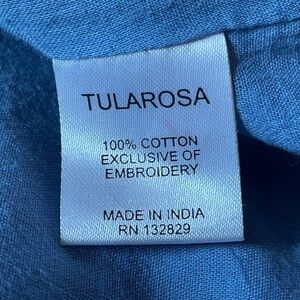 TULAROSA
100% COTTON
EXCLUSIVE OF
EMBROIDERY
MADE IN INDIA
RN 132829